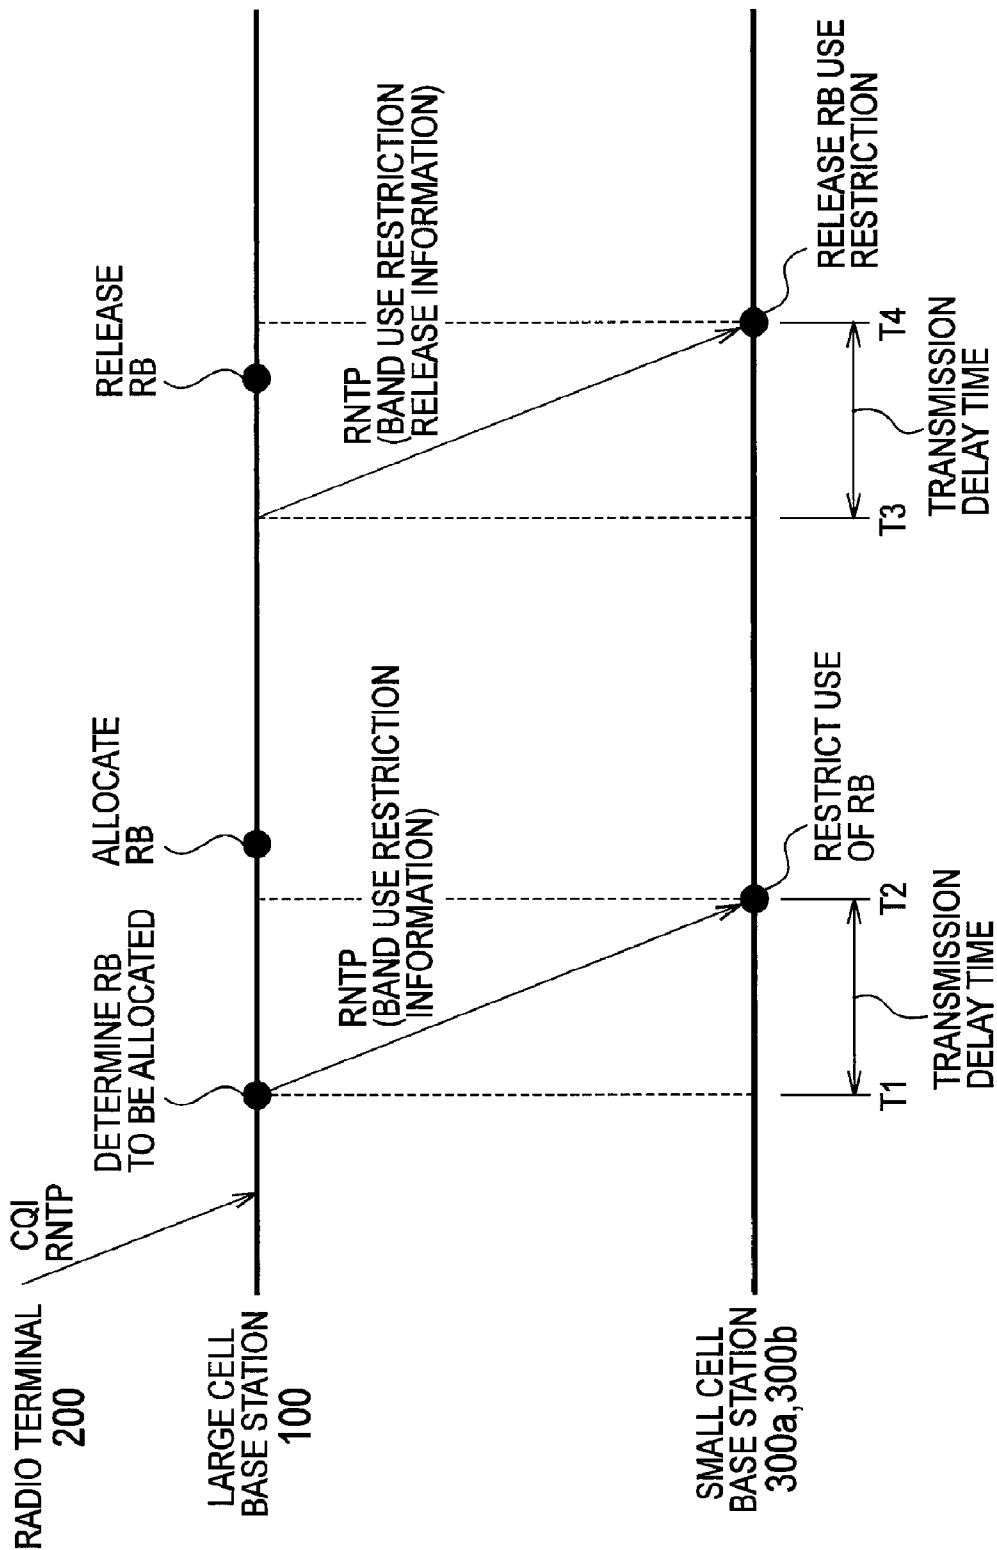 RADIO TERMINAL
200
CQI
RNTP
LARGE CELL
BASE STATION
100
DETERMINE RB
TO BE ALLOCATED
ALLOCATE
RB
RELEASE
RB
RNTP
(BAND USE RESTRICTION
INFORMATION)
RNTP
(BAND USE RESTRICTION
RELEASE INFORMATION)
SMALL CELL
BASE STATION
300a,300b
RESTRICT USE
OF RB
RELEASE RB USE
RESTRICTION
T1
T2
T3
T4
TRANSMISSION
DELAY TIME
TRANSMISSION
DELAY TIME